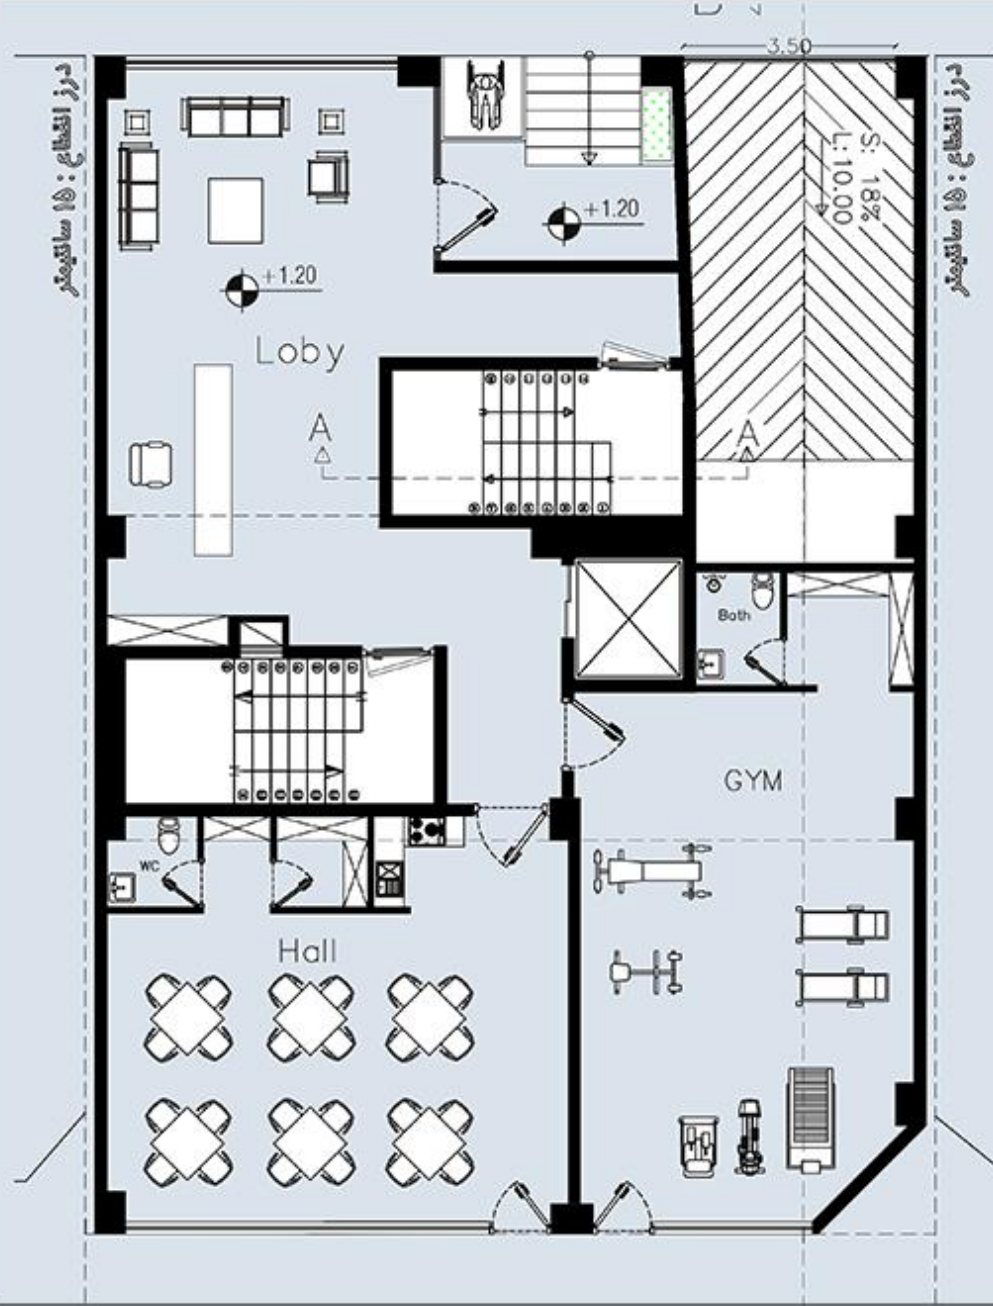 3.50
درز انقطاع : ۱۵ سانتیمتر
درز انقطاع : ۱۵ سانتیمتر
S: 18%
L: 10.00
+1.20
+1.20
Loby
A
A
Bath
GYM
WC
Hall